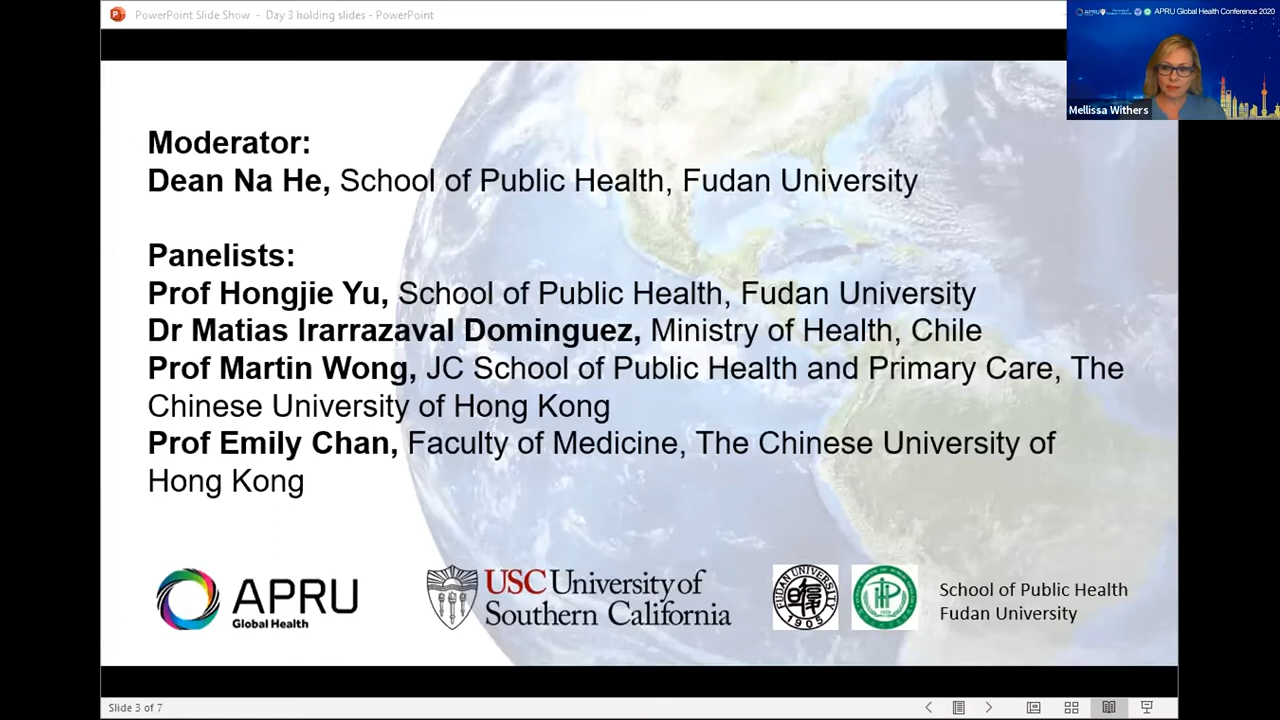 PowerPoint Slide Show - Day 3 holding slides - PowerPoint
APRU Global Health Conference 2020
Mellissa Withers
Moderator:
Dean Na He, School of Public Health, Fudan University
Panelists:
Prof Hongjie Yu, School of Public Health, Fudan University
Dr Matias Irarrazaval Dominguez, Ministry of Health, Chile
Prof Martin Wong, JC School of Public Health and Primary Care, The
Chinese University of Hong Kong
Prof Emily Chan, Faculty of Medicine, The Chinese University of
Hong Kong
APRU
Global Health
USC University of
Southern California
FUDAN UNIVERSITY
1905
School of Public Health
Fudan University
Slide 3 of 7